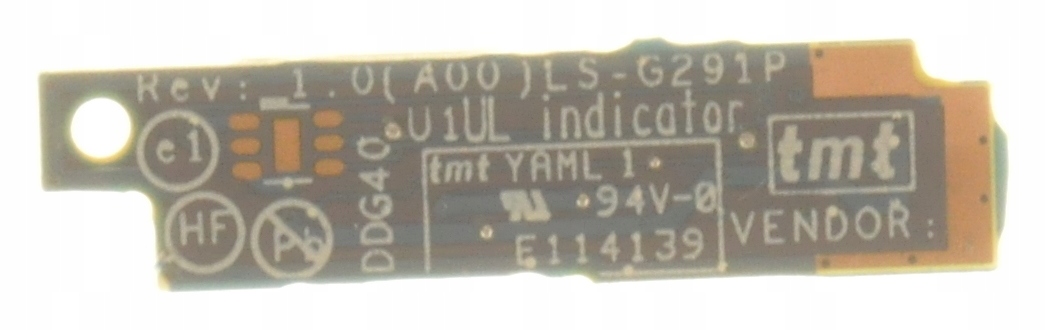 Rev: 1.0(A00)LS-G291P
U1UL indicator
e1
tmt YAML 1
tmt
DDG40
94V-0
HF
Pb
VENDOR:
E114139